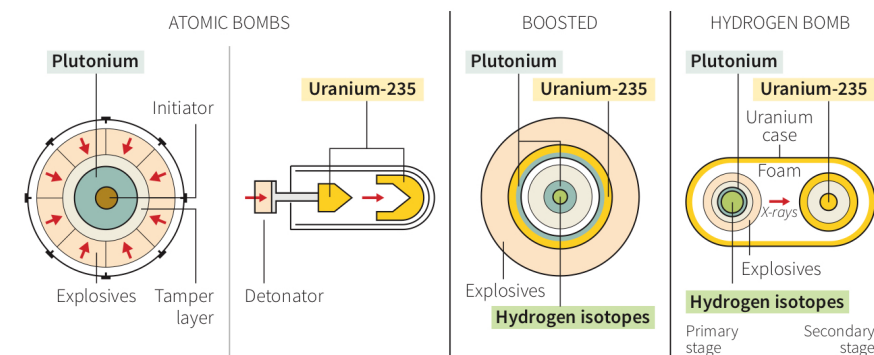 ATOMIC BOMBS
Plutonium
Initiator
Uranium-235
Explosives
Tamper
layer
Detonator
BOOSTED
Plutonium
Uranium-235
Explosives
Hydrogen isotopes
HYDROGEN BOMB
Plutonium
Uranium-235
Uranium
case
Foam
X-rays
Explosives
Hydrogen isotopes
Primary
stage
Secondary
stage